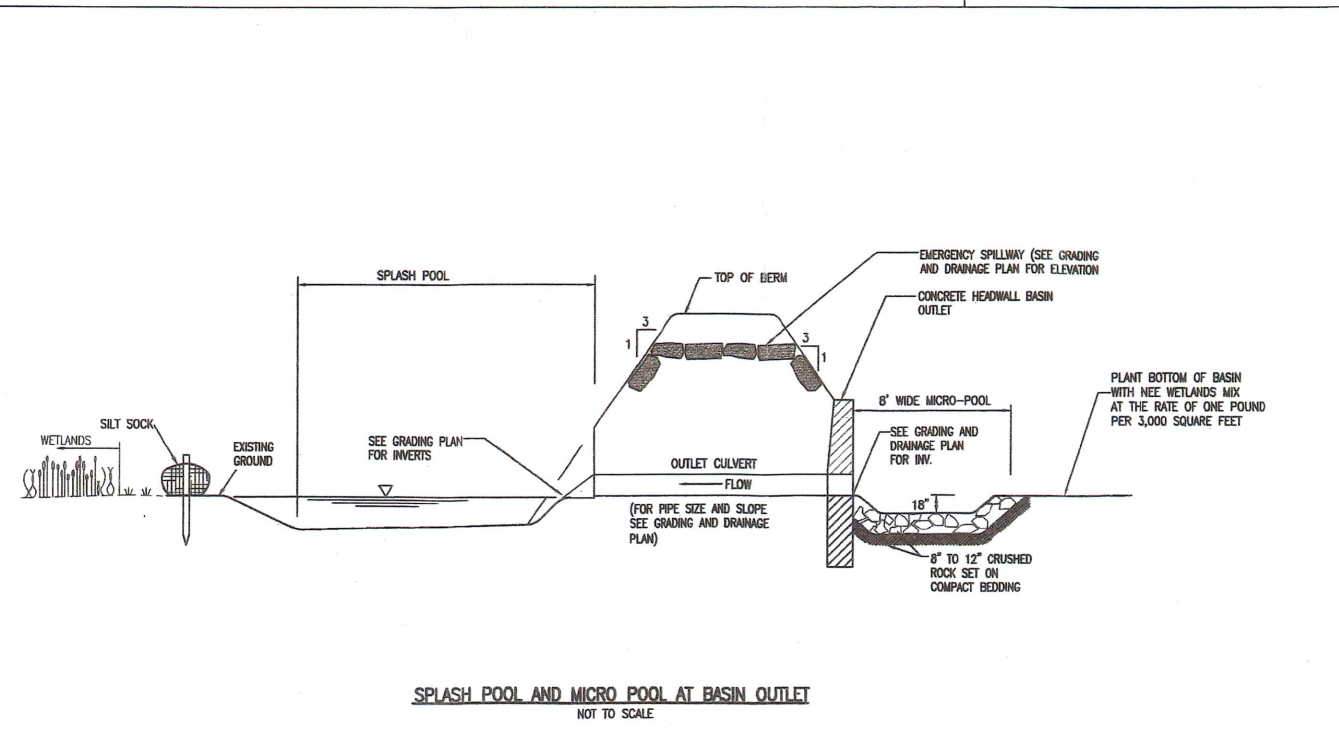 EMERGENCY SPILLWAY (SEE GRADING
AND DRAINAGE PLAN FOR ELEVATION
SPLASH POOL
TOP OF BERM
CONCRETE HEADWALL BASIN
OUTLET
3
1
3
1
PLANT BOTTOM OF BASIN
WITH NEE WETLANDS MIX
AT THE RATE OF ONE POUND
PER 3,000 SQUARE FEET
8' WIDE MICRO-POOL
SILT SOCK
WETLANDS
EXISTING
GROUND
SEE GRADING PLAN
FOR INVERTS
SEE GRADING AND
DRAINAGE PLAN
FOR INV.
OUTLET CULVERT
FLOW
(FOR PIPE SIZE AND SLOPE
SEE GRADING AND DRAINAGE
PLAN)
18"
8" TO 12" CRUSHED
ROCK SET ON
COMPACT BEDDING
SPLASH POOL AND MICRO POOL AT BASIN OUTLET
NOT TO SCALE